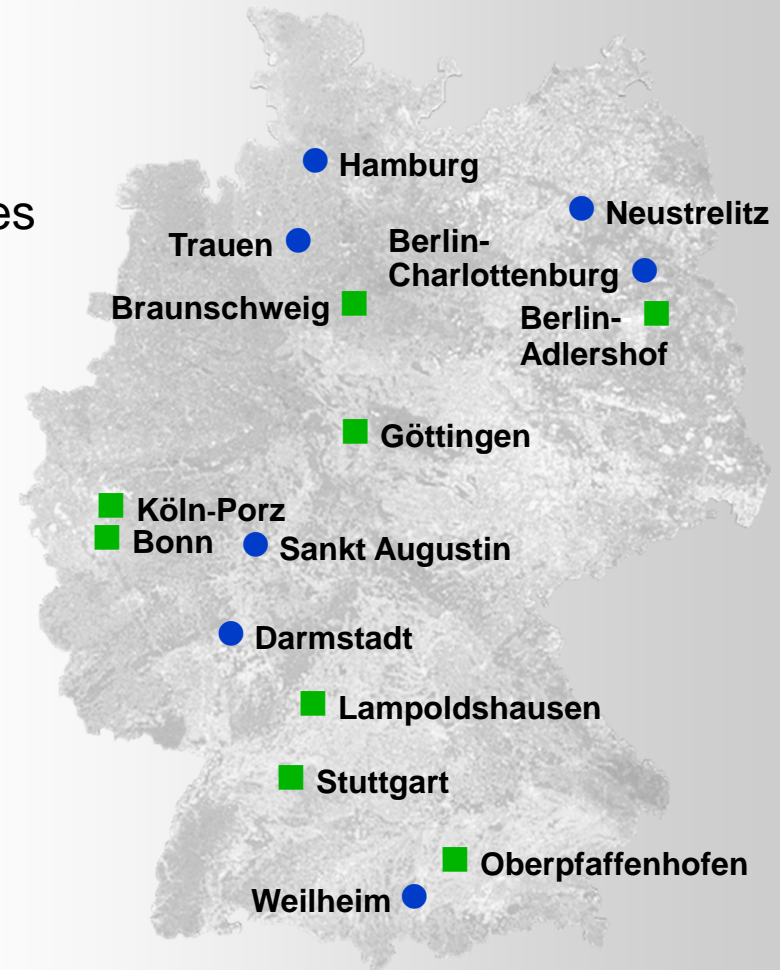 Hamburg
es
Neustrelitz
Trauen
Berlin-
Charlottenburg
Braunschweig
Berlin-
Adlershof
Göttingen
Köln-Porz
Bonn
Sankt Augustin
Darmstadt
Lampoldshausen
Stuttgart
Oberpfaffenhofen
Weilheim